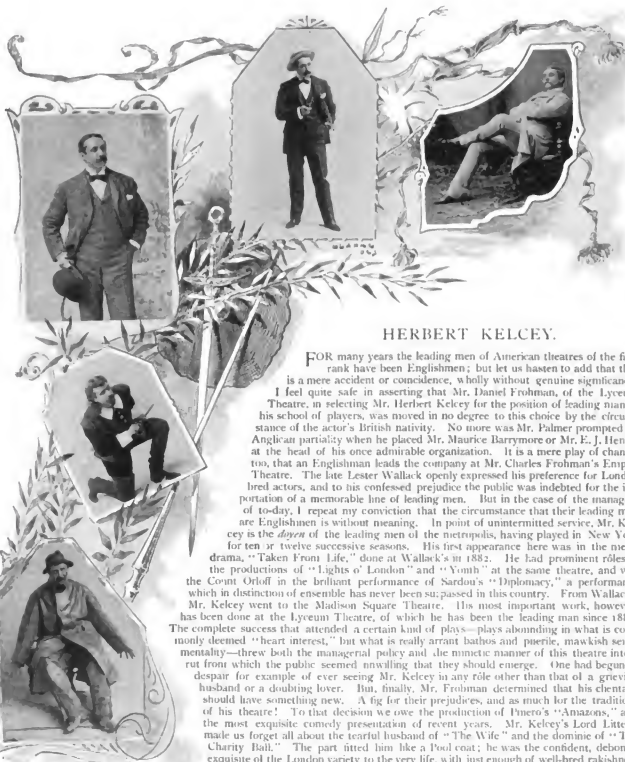 HERBERT KELCEY.
FOR many years the leading men of American theatres of the
rank have been Englishmen; but let us hasten to add that
is a mere accident or coincidence, wholly without genuine
I feel quite safe in asserting that Mr. Daniel Frohman, of the
Theatre, in selecting Mr. Herbert Kelcey for the position of leading man
his school of players, was moved in no degree to this choice by the
stance of the actor's British nativity. No more was Mr. Palmer prompted
Anglican partiality when he placed Mr. Maurice Barrymore or Mr. E. J.
at the head of his once admirable organization. It is a mere play of
too, that an Englishman leads the company at Mr. Charles Frohman's
Theatre. The late Lester Wallack openly expressed his preference for
bred actors, and to his confessed prejudice the public was indebted for the
portation of a memorable line of leading men. But in the case of the
of to-day, I repeat my conviction that the circumstance that their leading
are Englishmen is without meaning. In point of unintermitted service, Mr.
cey is the doyen of the leading men of the metropolis, having played in New
for ten or twelve successive seasons. His first appearance here was in the
drama, "Taken From Life," done at Wallack's in 1882. He had prominent rôles
the productions of "Lights o' London" and "Youth" at the same theatre, and
the Count Orloff in the brilliant performance of Sardou's "Diplomacy," a
which in distinction of ensemble has never been surpassed in this country. From
Mr. Kelcey went to the Madison Square Theatre. His most important work,
has been done at the Lyceum Theatre, of which he has been the leading man since
The complete success that attended a certain kind of plays—plays abounding in what is
monly deemed "heart interest," but what is really arrant bathos and puerile, mawkish
mentality—threw both the managerial policy and the mimetic manner of this theatre
rut from which the public seemed unwilling that they should emerge. One had begun
despair for example of ever seeing Mr. Kelcey in any rôle other than that of a
husband or a doubting lover. But, finally, Mr. Frohman determined that his
should have something new. A fig for their prejudices, and as much for the
of his theatre! To that decision we owe the production of Pinero's "Amazons,"
the most exquisite comedy presentation of recent years. Mr. Kelcey's Lord
made us forget all about the tearful husband of "The Wife" and the dominie of
Charity Ball." The part fitted him like a Pool coat; he was the confident,
exquisite of the London variety to the very life, with just enough of well-bred